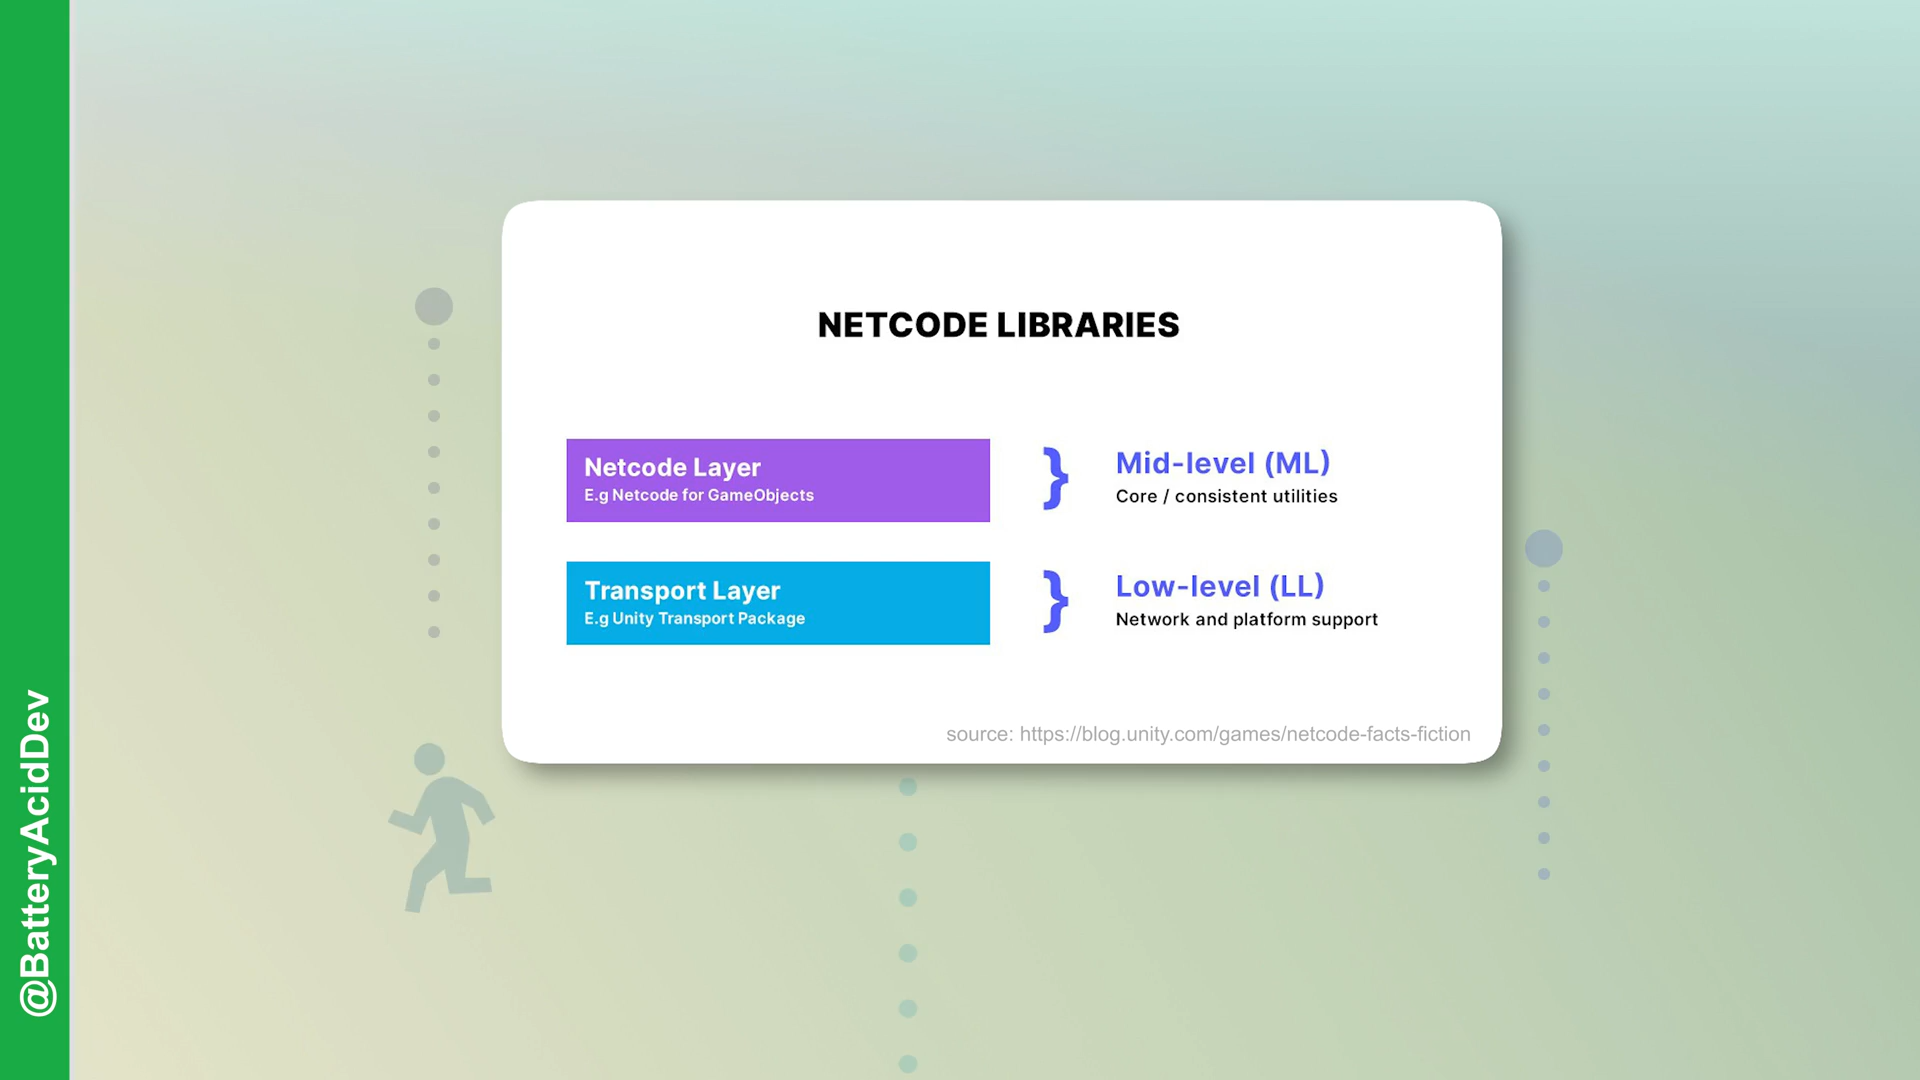 @BatteryAcidDev
NETCODE LIBRARIES
Netcode Layer
E.g Netcode for GameObjects
}
Mid-level (ML)
Core / consistent utilities
Transport Layer
E.g Unity Transport Package
}
Low-level (LL)
Network and platform support
source: https://blog.unity.com/games/netcode-facts-fiction